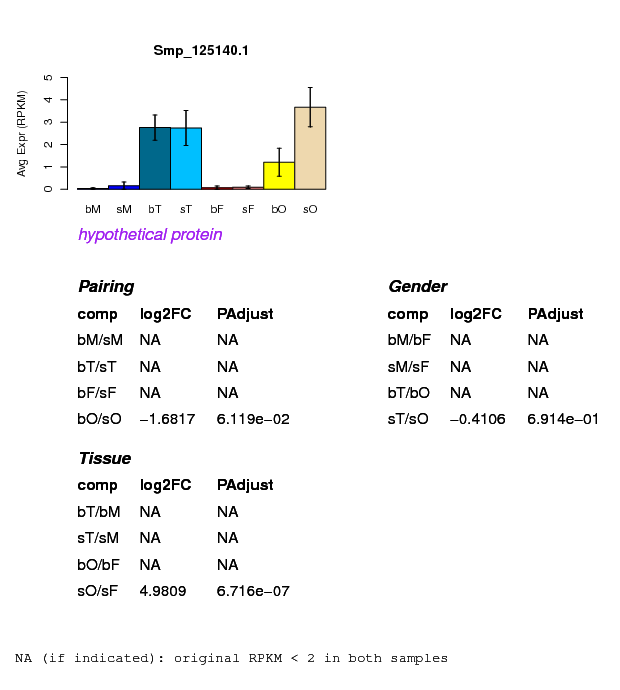 Smp_125140.1
Avg Expr (RPKM)
5
4
3
2
1
0
bM sM bT sT bF sF bO sO
hypothetical protein
Pairing
comp log2FC PAdjust
bM/sM NA NA
bT/sT NA NA
bF/sF NA NA
bO/sO −1.6817 6.119e−02
Gender
comp log2FC PAdjust
bM/bF NA NA
sM/sF NA NA
bT/bO NA NA
sT/sO −0.4106 6.914e−01
Tissue
comp log2FC PAdjust
bT/bM NA NA
sT/sM NA NA
bO/bF NA NA
sO/sF 4.9809 6.716e−07
NA (if indicated): original RPKM < 2 in both samples